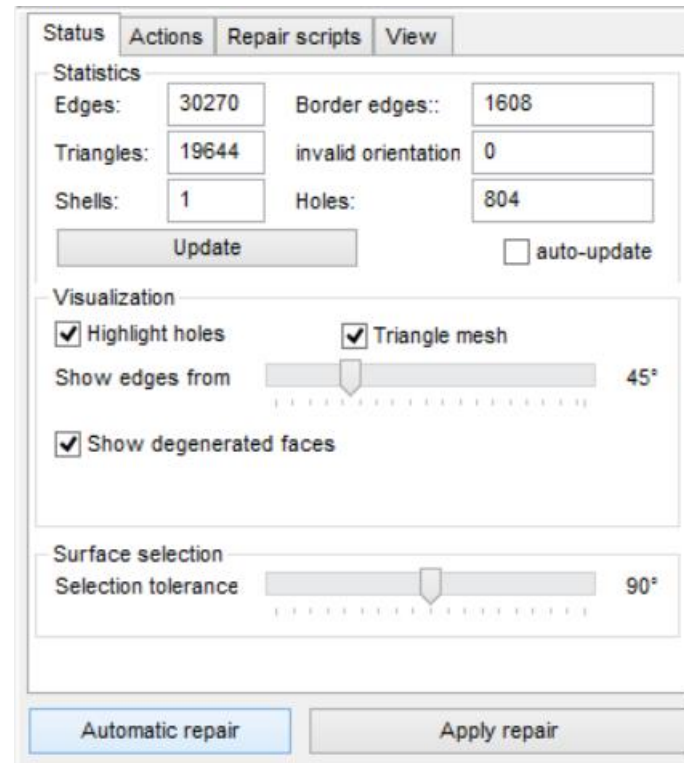 Status Actions Repair scripts View
Statistics
Edges: 30270 Border edges:: 1608
Triangles: 19644 invalid orientation 0
Shells: 1 Holes: 804
Update auto-update
Visualization
Highlight holes Triangle mesh
Show edges from 45°
Show degenerated faces
Surface selection
Selection tolerance 90°
Automatic repair Apply repair